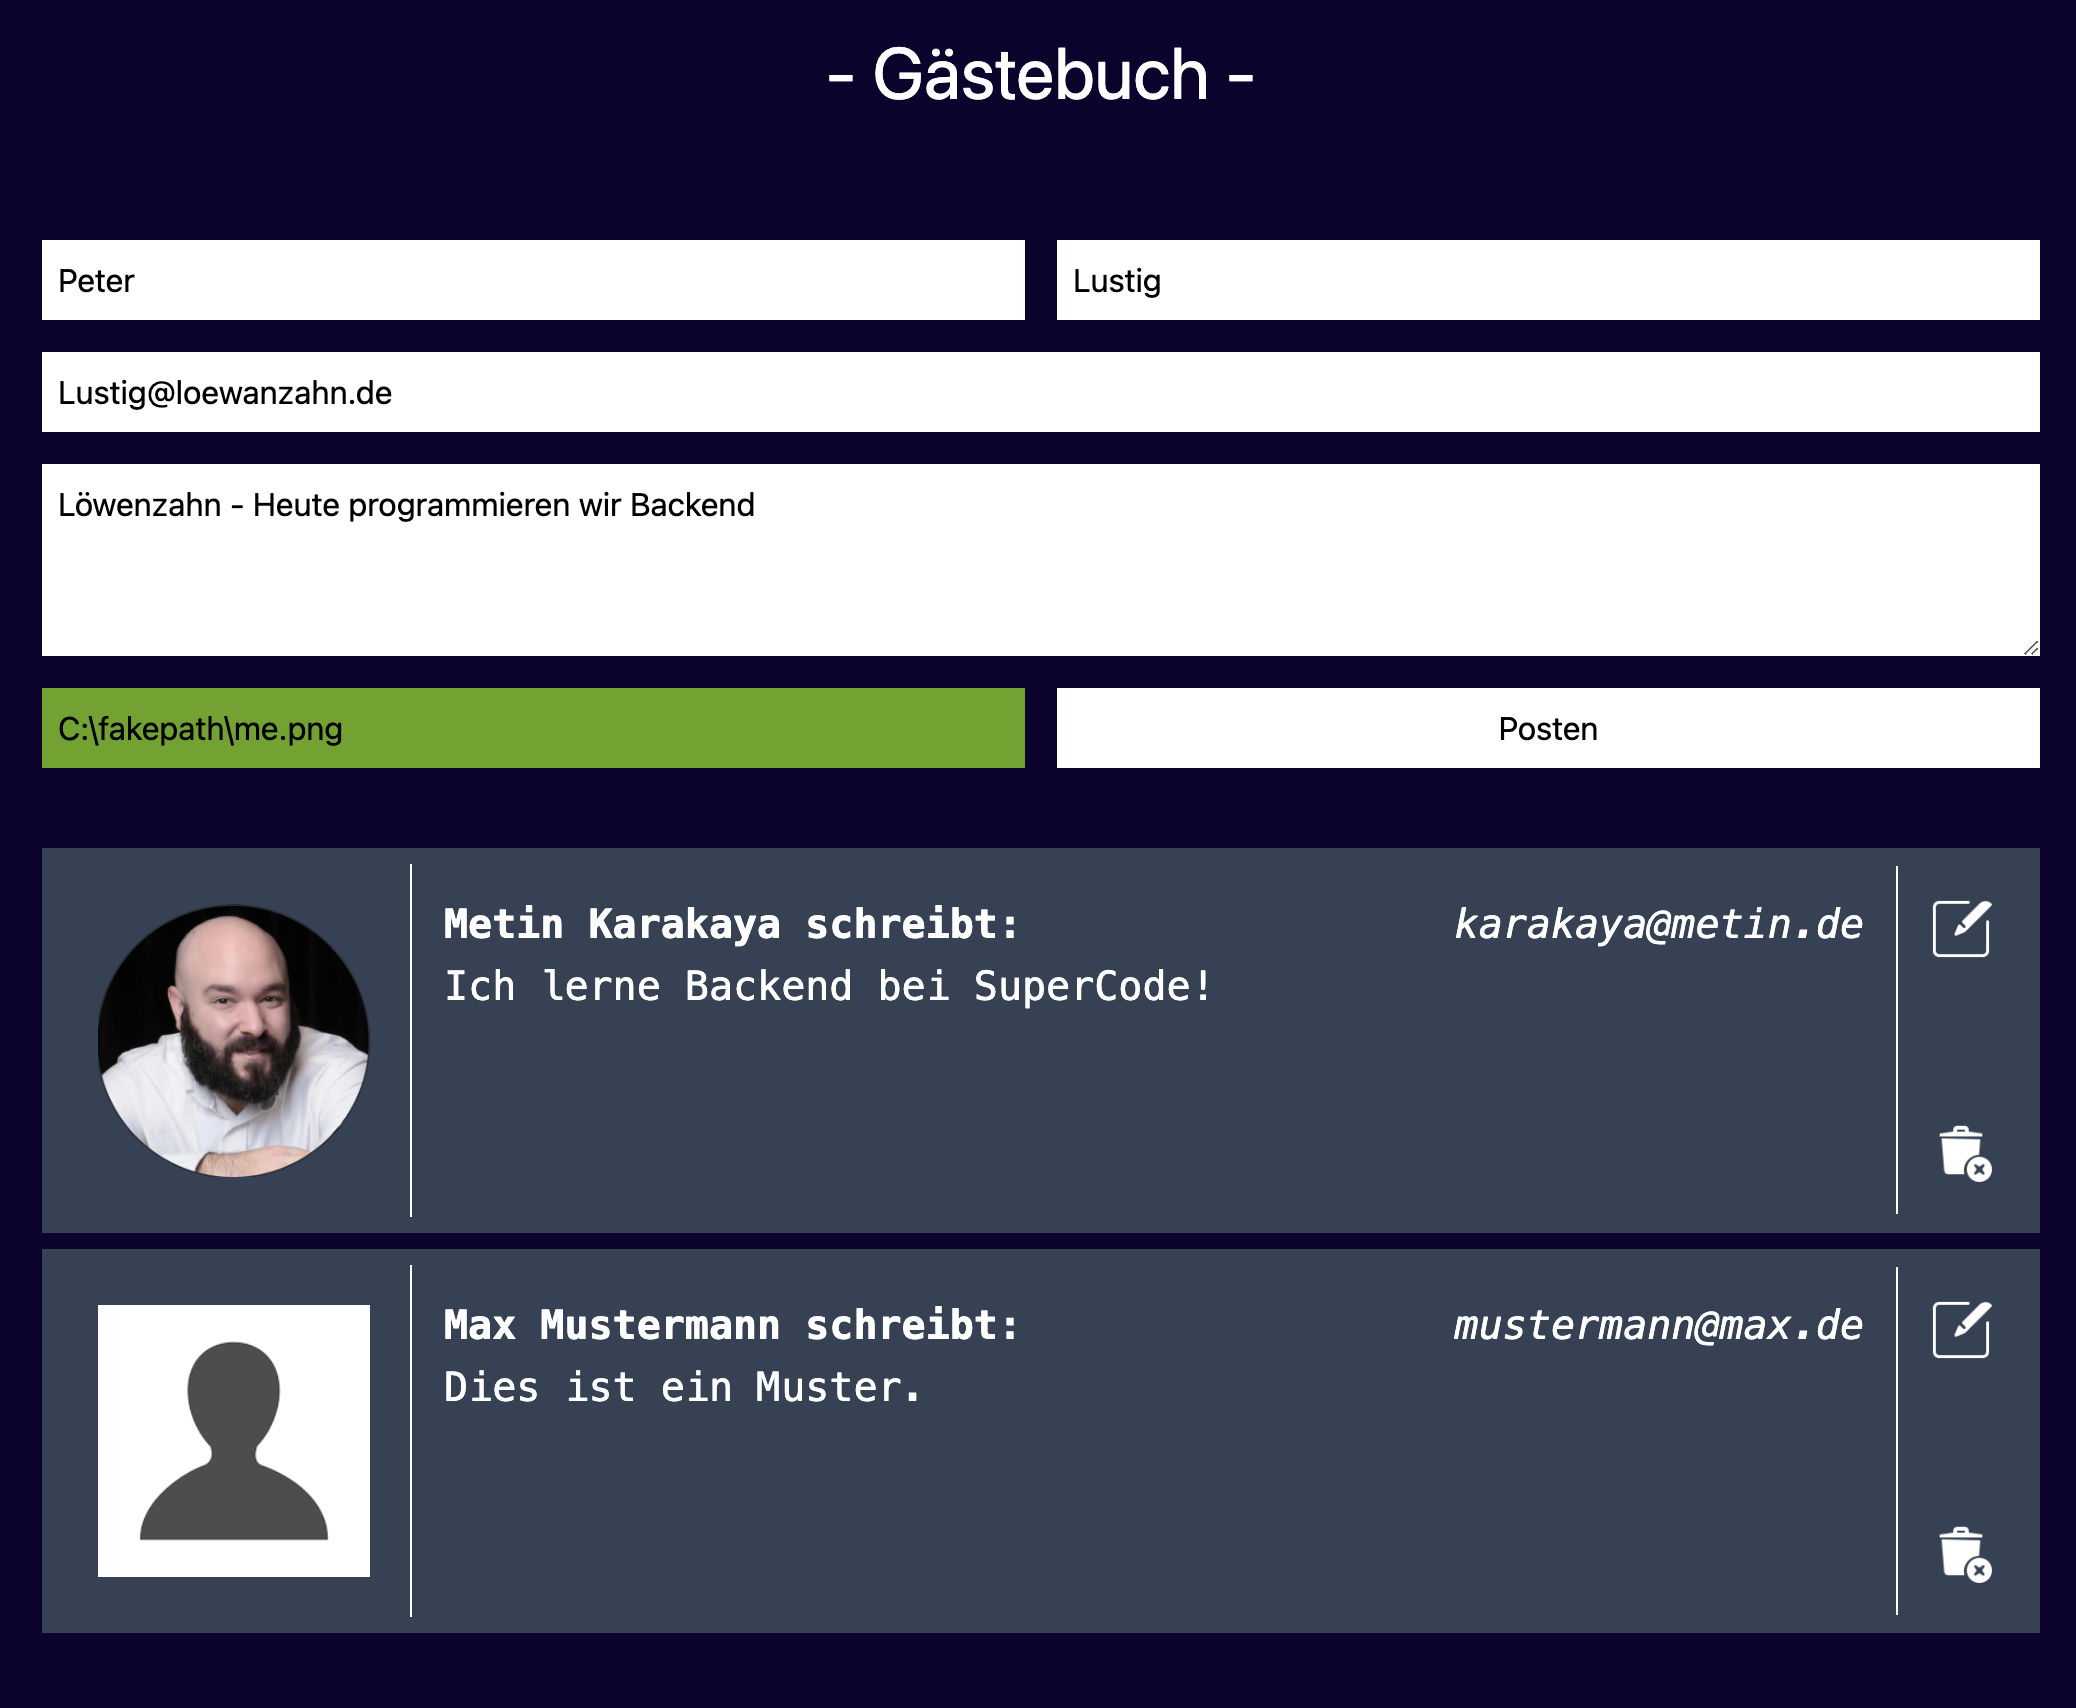 - Gästebuch -
Peter
Lustig
Lustig@loewanzahn.de
Löwenzahn - Heute programmieren wir Backend
C:\fakepath\me.png
Posten
Metin Karakaya schreibt:
karakaya@metin.de
Ich lerne Backend bei SuperCode!
Max Mustermann schreibt:
mustermann@max.de
Dies ist ein Muster.